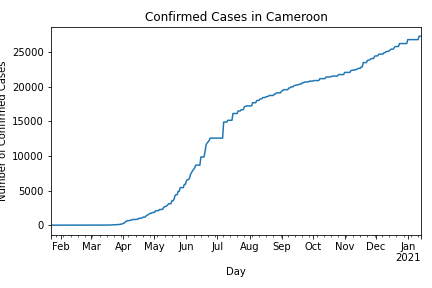 Confirmed Cases in Cameroon
Number of Confirmed Cases
25000
20000
15000
10000
5000
0
Feb Mar Apr May Jun Jul Aug Sep Oct Nov Dec Jan
2021
Day